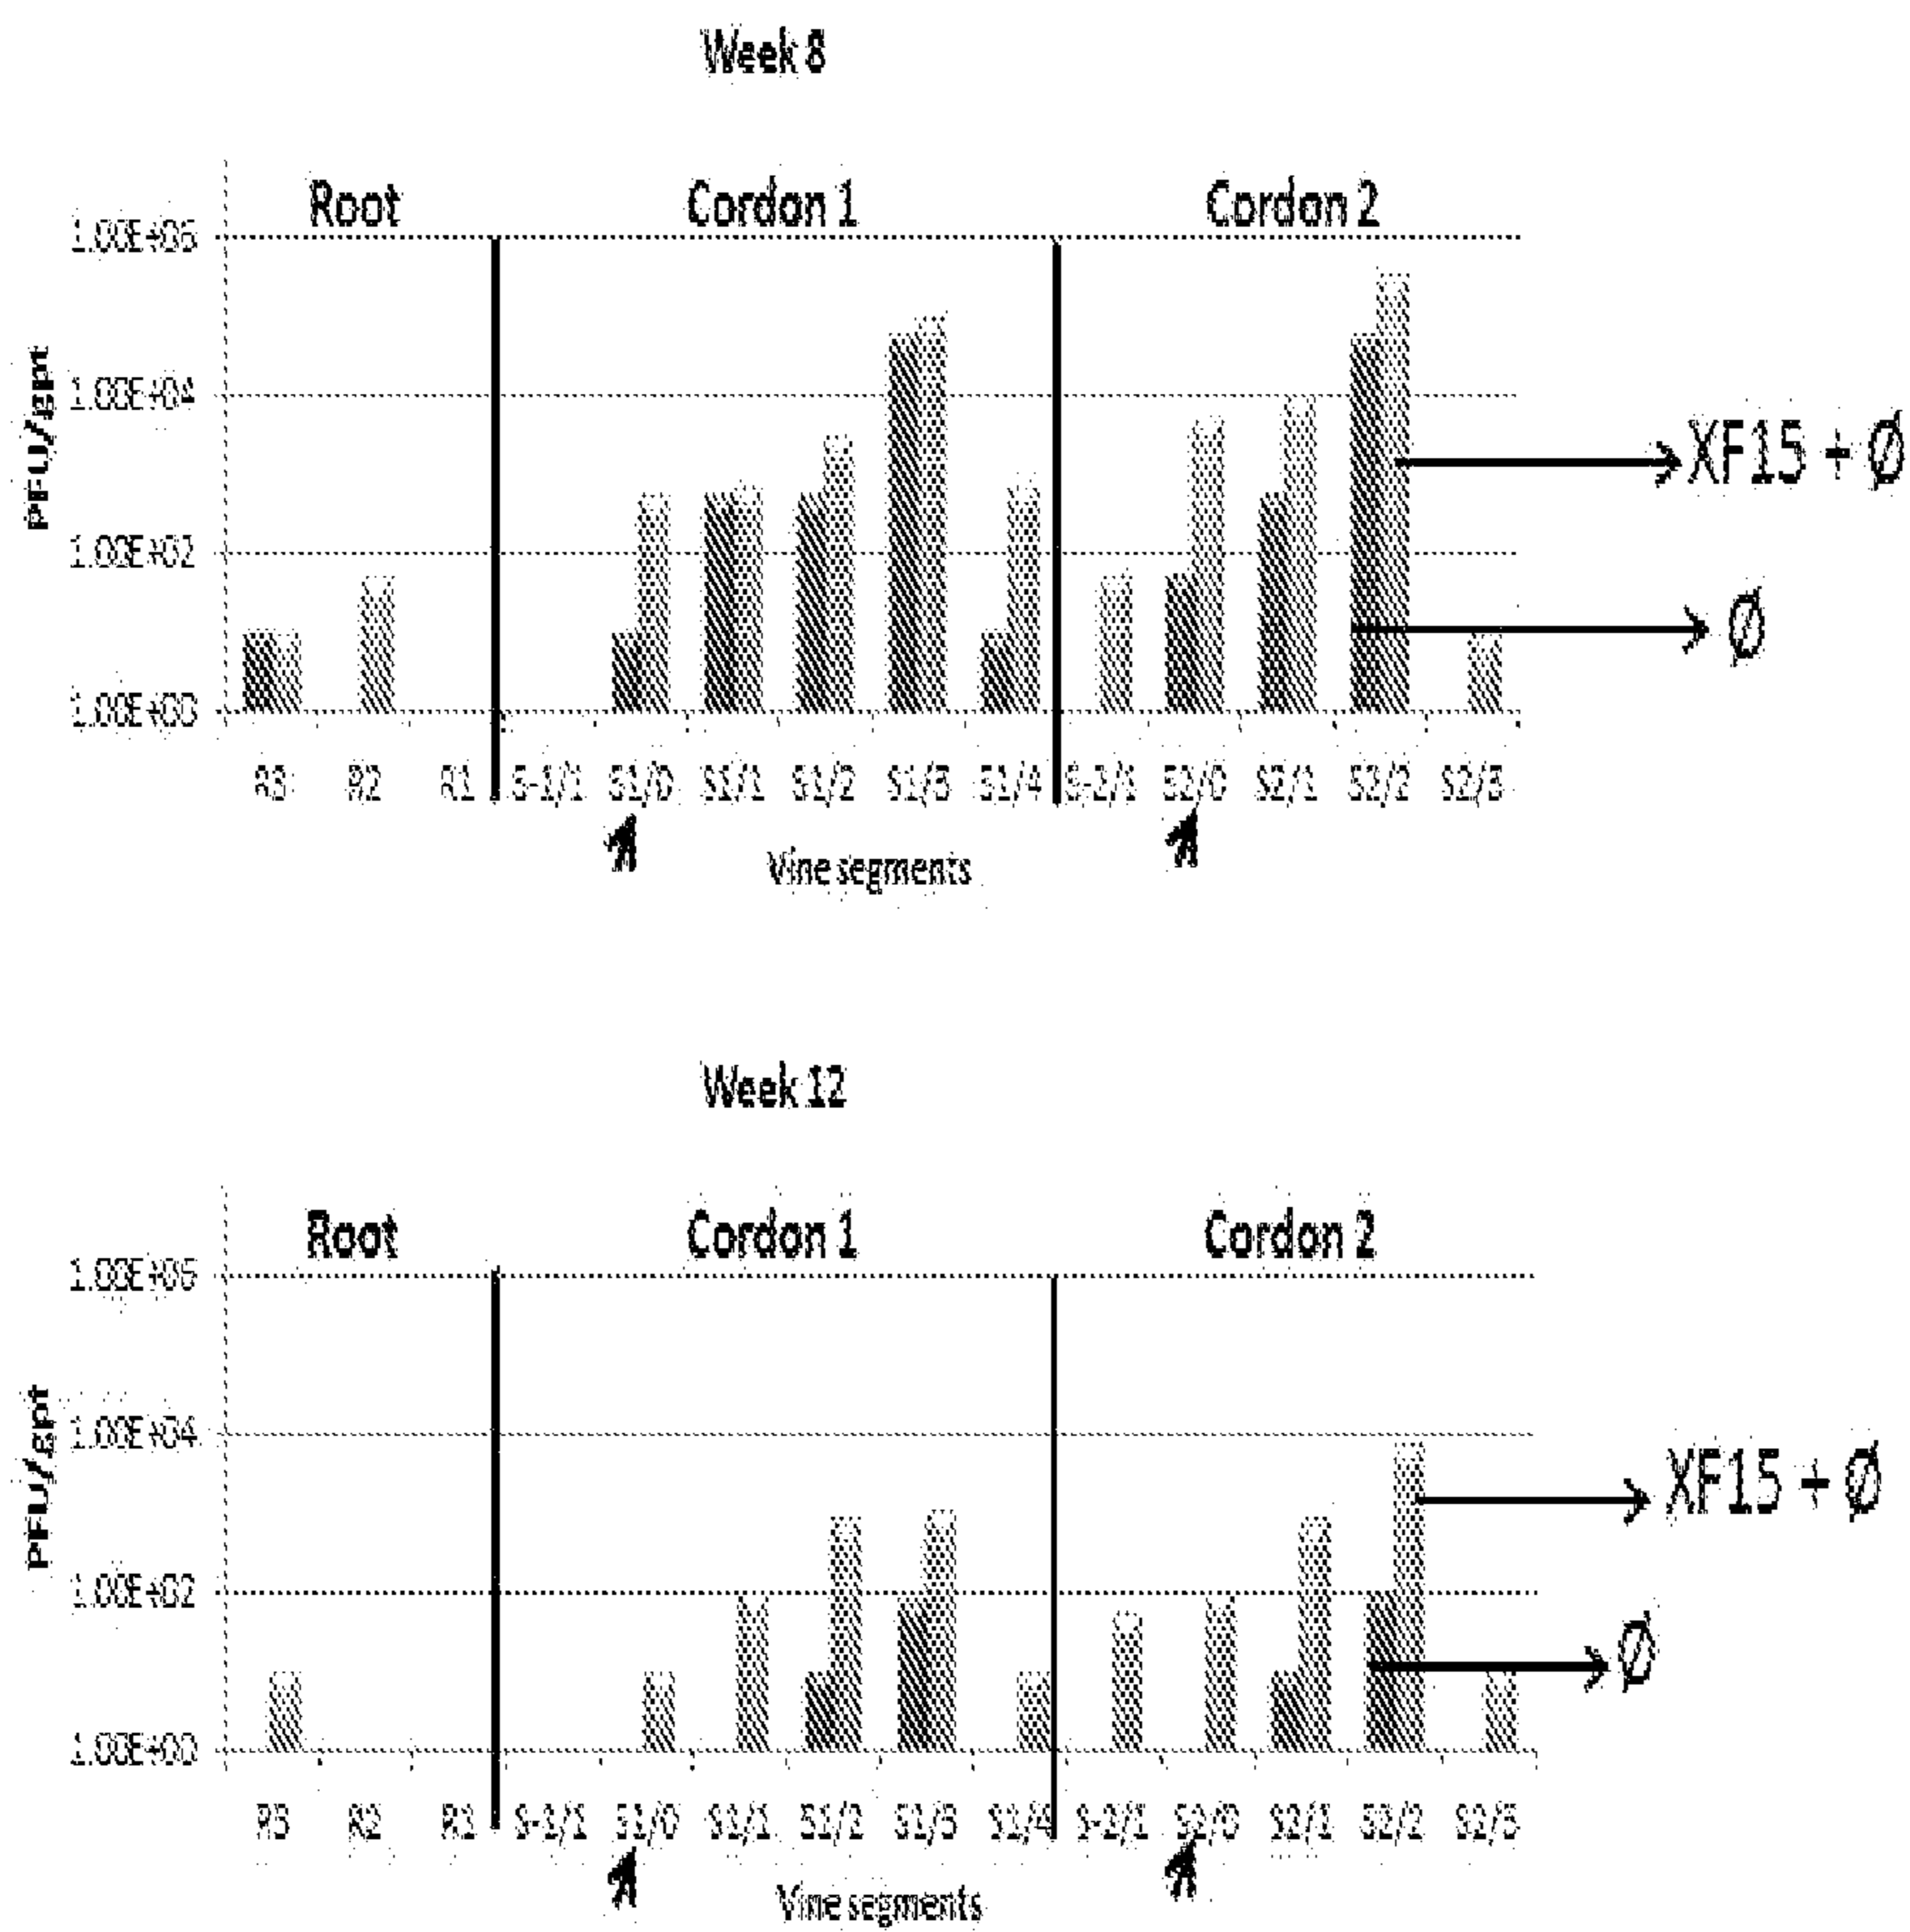 Week 8
Root Cordon 1 Cordon 2
1.00E+06
1.00E+04
1.00E+02
1.00E+00
PFU/gpt
XF15 + Ø
Ø
R3 R2 R1 S-1/1 S1/0 S1/1 S1/2 S1/3 S1/4 S-2/1 S2/0 S2/1 S2/2 S2/3
Vine segments
Week 12
Root Cordon 1 Cordon 2
1.00E+06
1.00E+04
1.00E+02
1.00E+00
PFU/gpt
XF15 + Ø
Ø
R3 R2 R1 S-1/1 S1/0 S1/1 S1/2 S1/3 S1/4 S-2/1 S2/0 S2/1 S2/2 S2/3
Vine segments